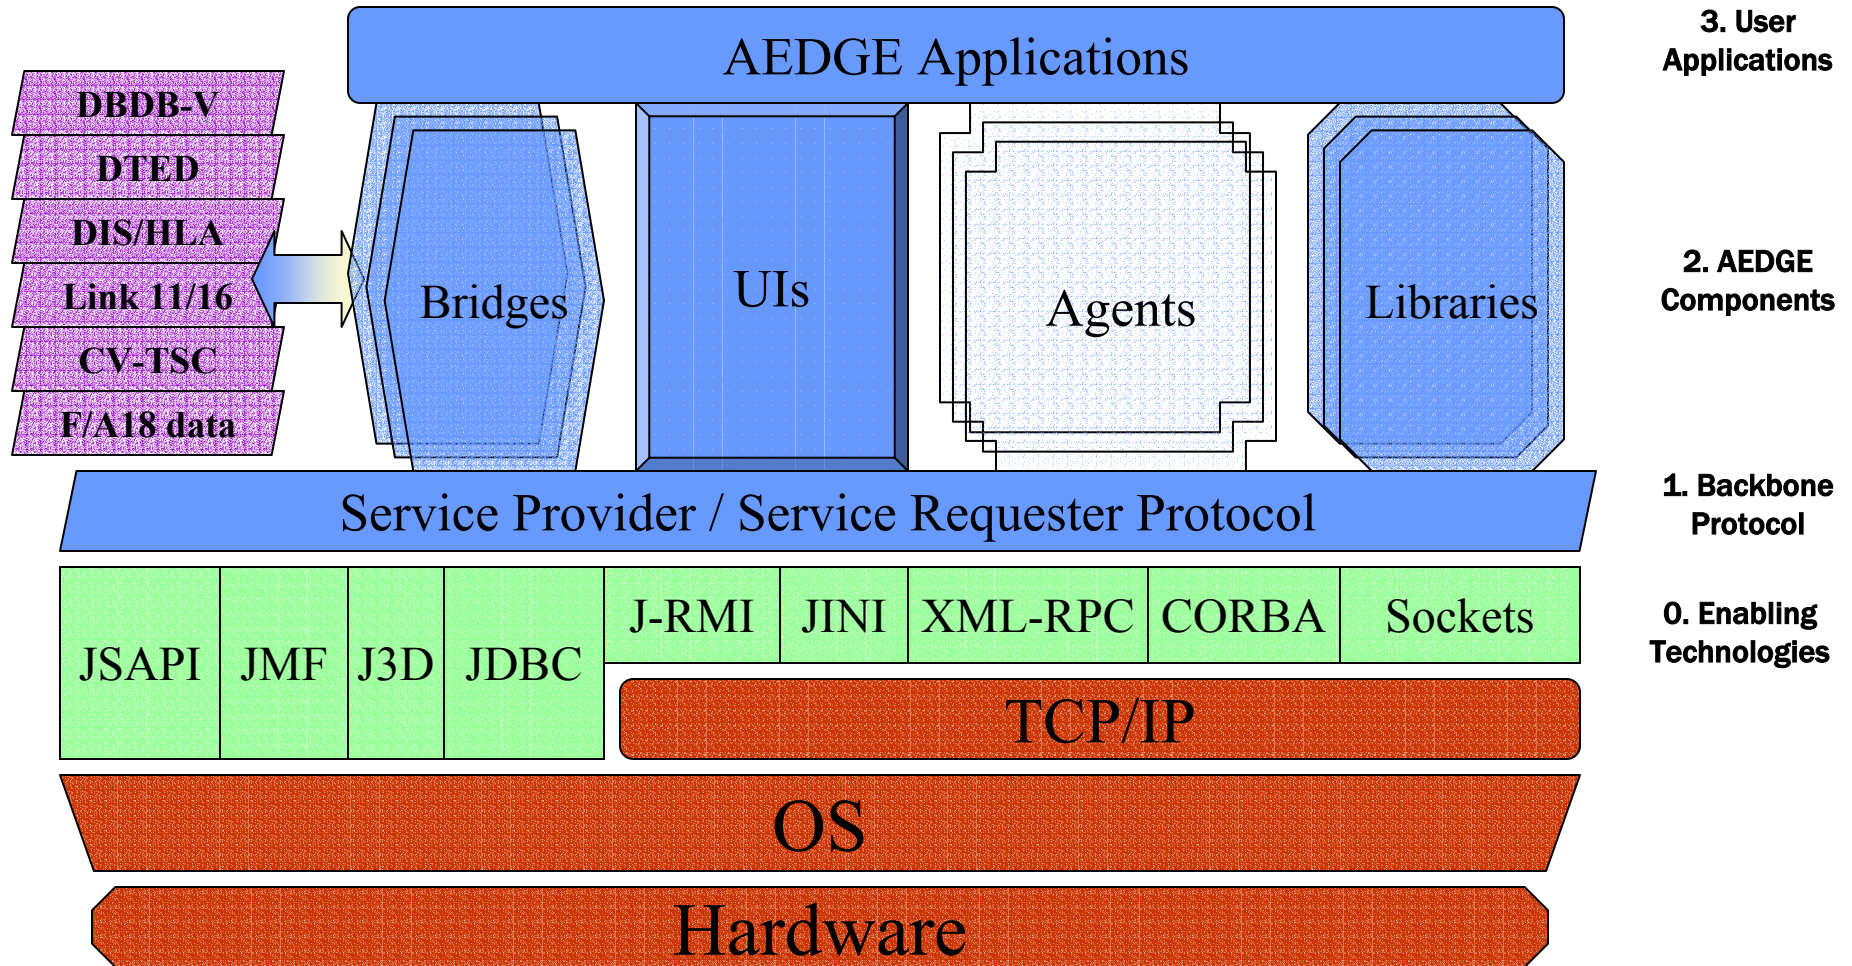 AEDGE Applications
3. User
Applications
DBDB-V
DTED
DIS/HLA
Link 11/16
CV-TSC
F/A18 data
Bridges
UIs
Agents
Libraries
2. AEDGE
Components
Service Provider / Service Requester Protocol
1. Backbone
Protocol
JSAPI
JMF
J3D
JDBC
J-RMI
JINI
XML-RPC
CORBA
Sockets
0. Enabling
Technologies
TCP/IP
OS
Hardware